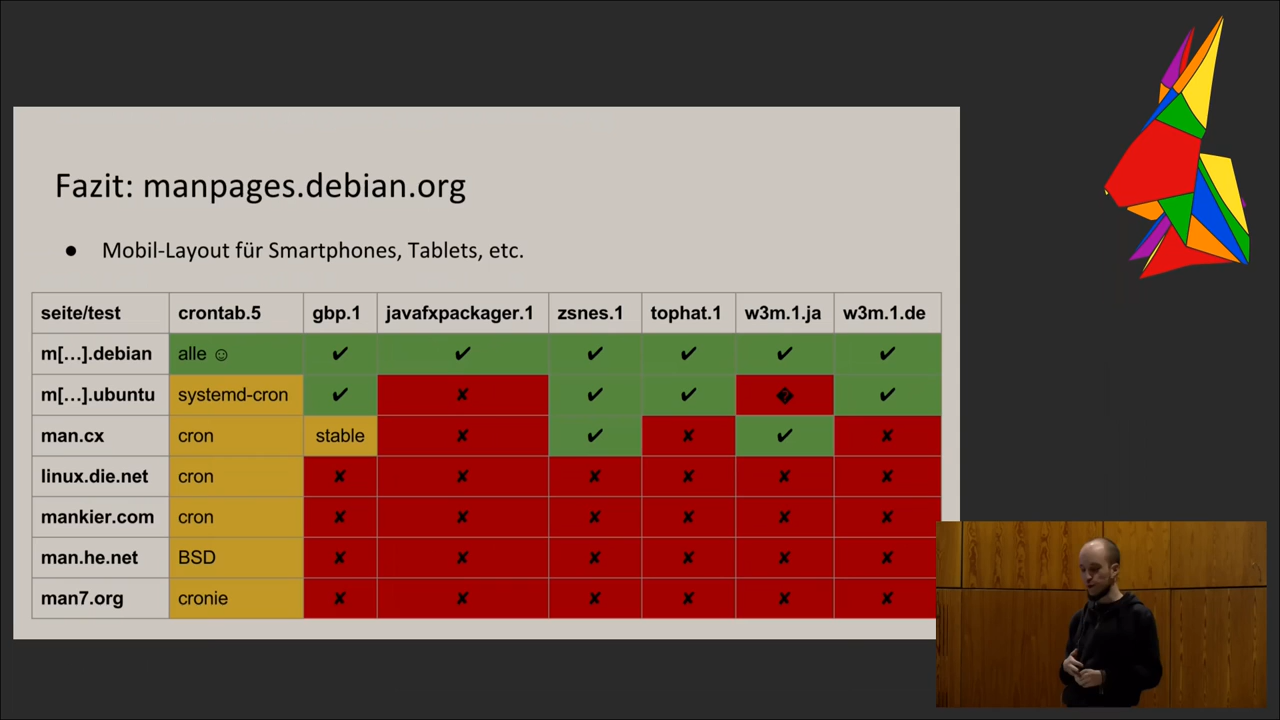 Fazit: manpages.debian.org
● Mobil-Layout für Smartphones, Tablets, etc.
seite/test crontab.5 gbp.1 javafxpackager.1 zsnes.1 tophat.1 w3m.1.ja w3m.1.de
m[...].debian alle ☺ ✔ ✔ ✔ ✔ ✔ ✔
m[...].ubuntu systemd-cron ✔ ✘ ✔ ✔ � ✔
man.cx cron stable ✘ ✔ ✘ ✔ ✘
linux.die.net cron ✘ ✘ ✘ ✘ ✘ ✘
mankier.com cron ✘ ✘ ✘ ✘ ✘ ✘
man.he.net BSD ✘ ✘ ✘ ✘ ✘ ✘
man7.org cronie ✘ ✘ ✘ ✘ ✘ ✘